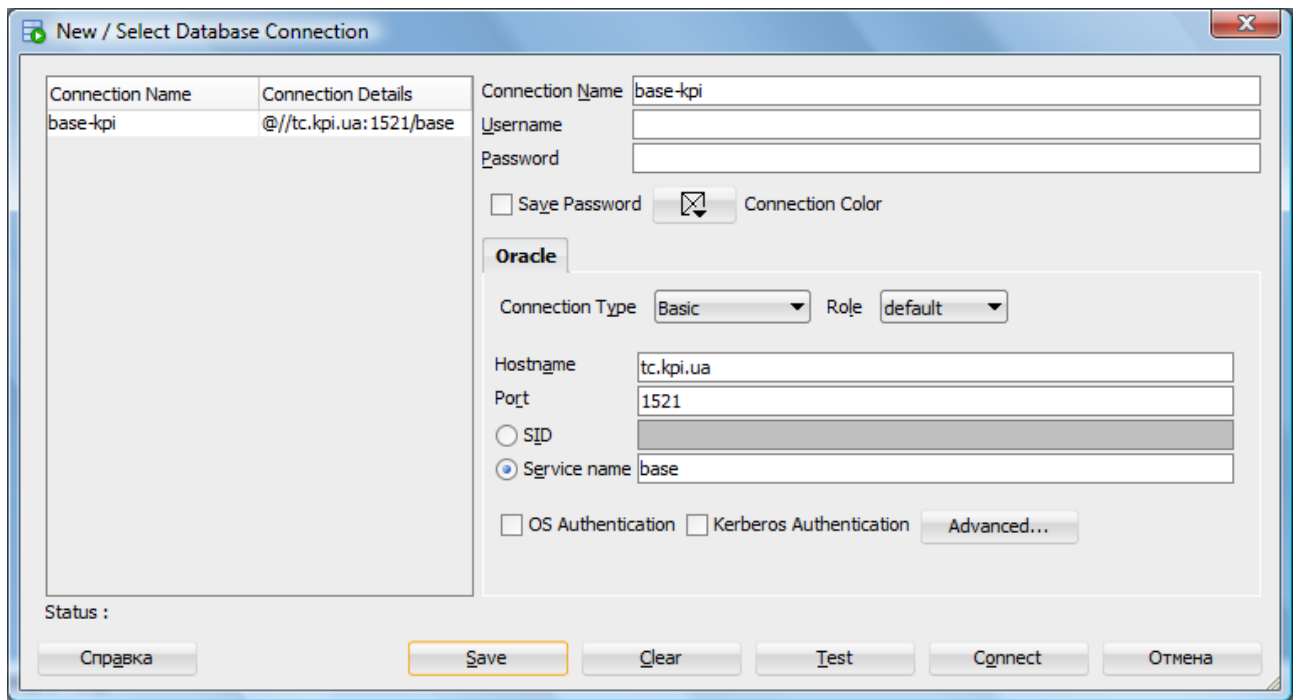 New / Select Database Connection
Connection Name Connection Details
base-kpi @//tc.kpi.ua:1521/base
Connection Name base-kpi
Username
Password
Save Password Connection Color
Oracle
Connection Type Basic Role default
Hostname tc.kpi.ua
Port 1521
SID
Service name base
OS Authentication Kerberos Authentication Advanced...
Status :
Справка Save Clear Test Connect Отмена